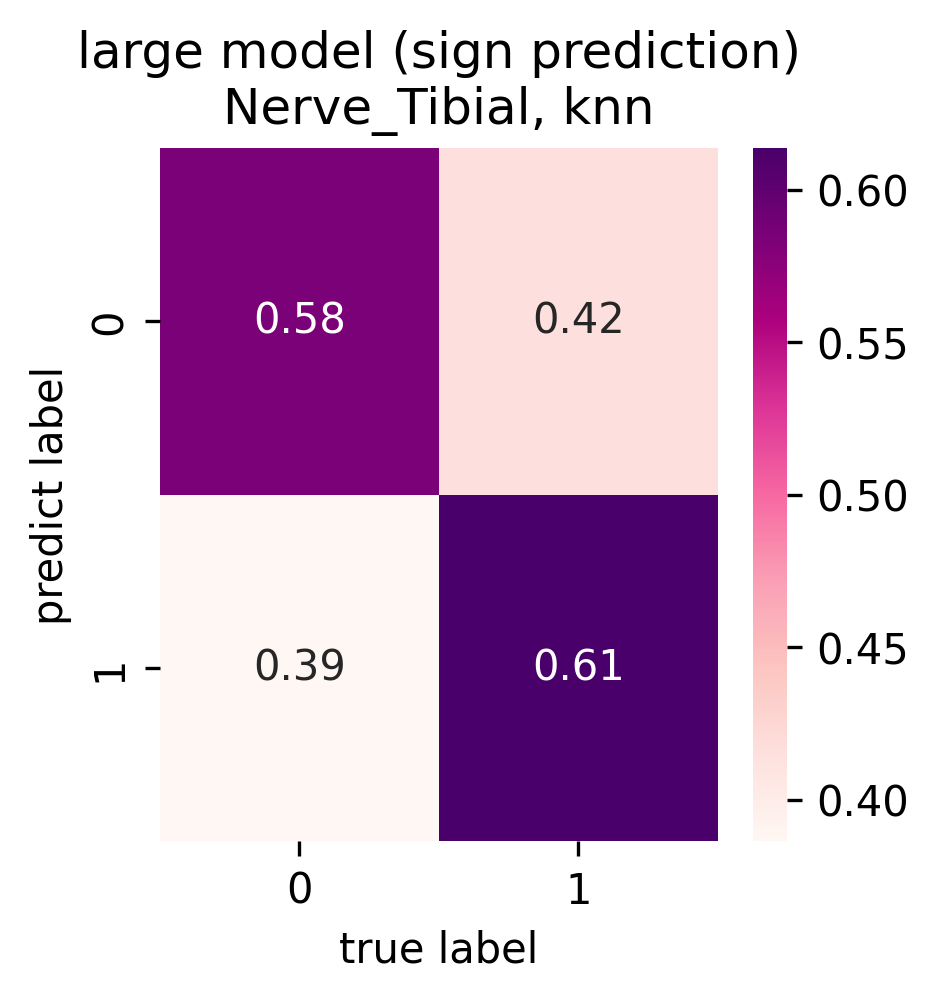 large model (sign prediction)
Nerve_Tibial, knn
0.60
0.58 0.42
0
0.55
predict label
0.50
0.45
0.39 0.61
1
0.40
0 1
true label